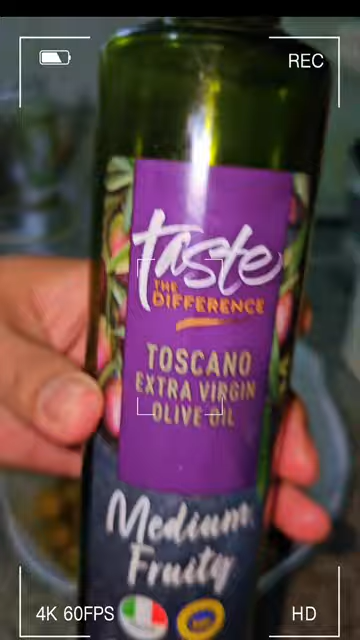 REC
taste
THE
DIFFERENCE
TOSCANO
EXTRA VIRGIN
OLIVE OIL
Medium
Fruity
4K 60FPS
HD